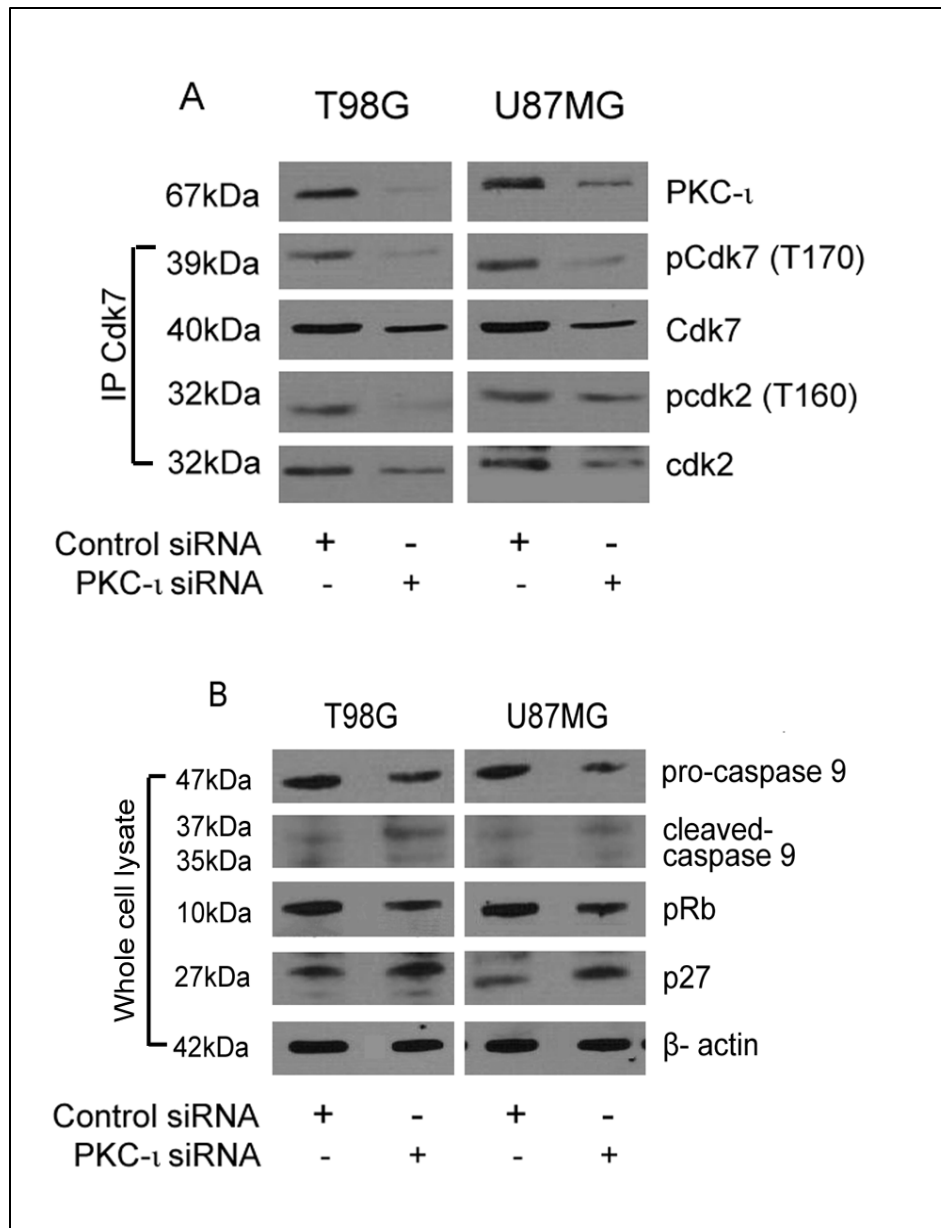 A
T98G U87MG
67kDa PKC-ι
39kDa pCdk7 (T170)
40kDa Cdk7
32kDa pcdk2 (T160)
32kDa cdk2
IP Cdk7
Control siRNA + - + -
PKC-ι siRNA - + - +
B
T98G U87MG
47kDa pro-caspase 9
37kDa cleaved-
35kDa caspase 9
10kDa pRb
27kDa p27
42kDa β- actin
Whole cell lysate
Control siRNA + - + -
PKC-ι siRNA - + - +